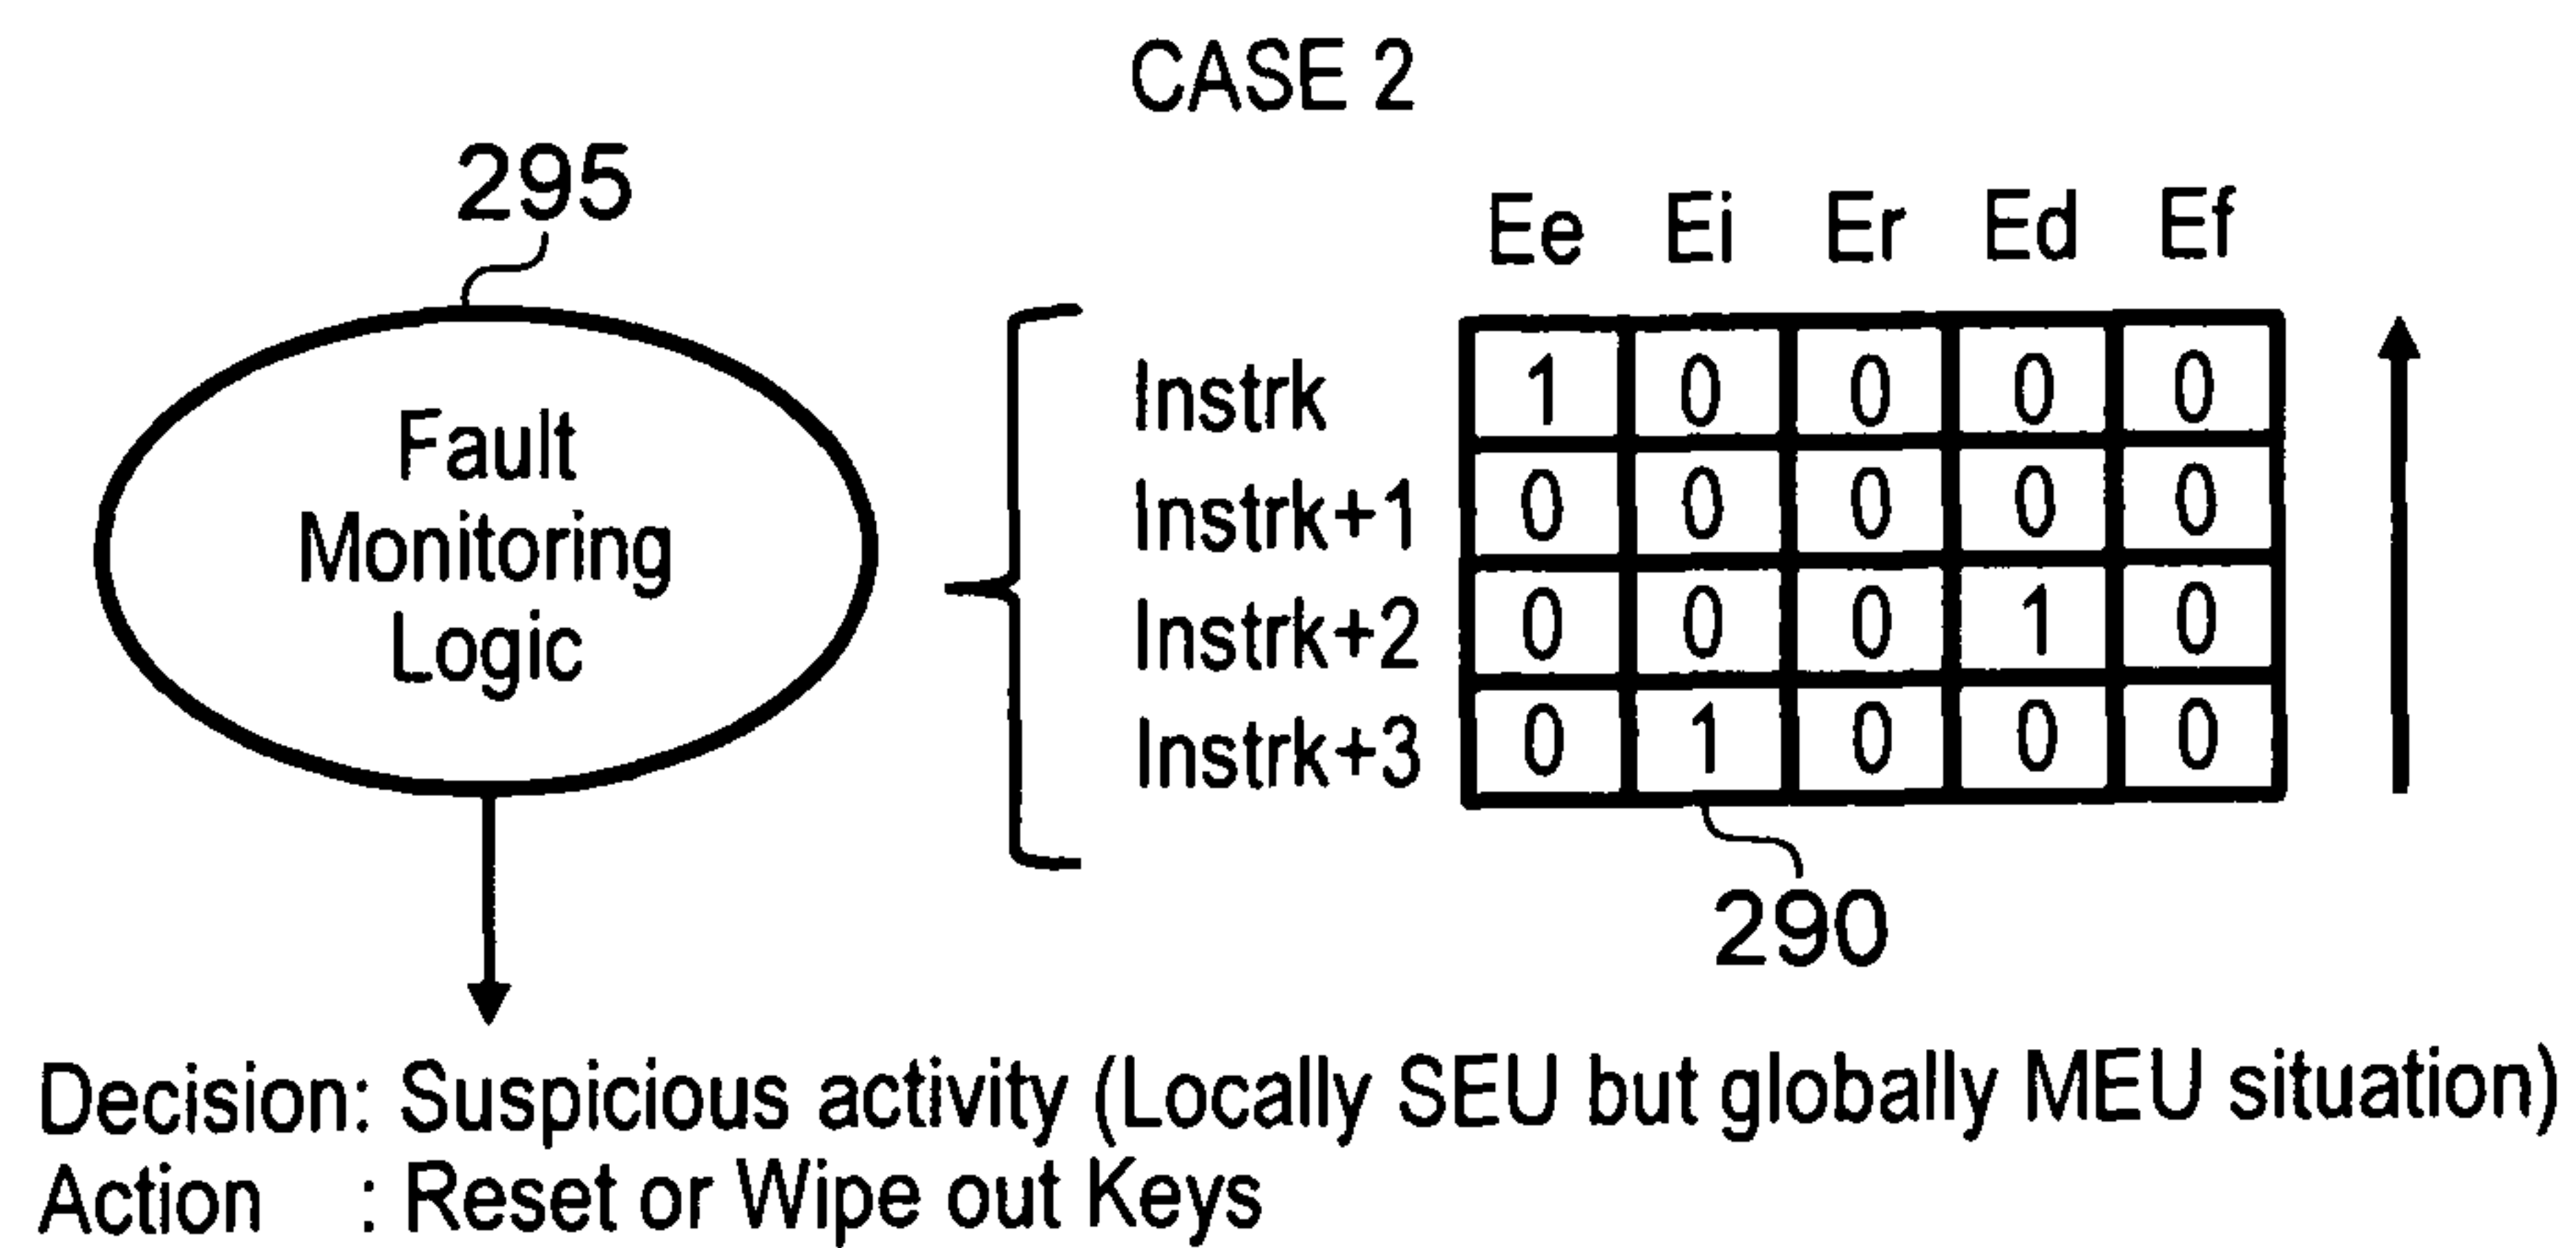 CASE 2
295
Ee Ei Er Ed Ef
Fault
Monitoring
Logic
Instrk 1 0 0 0 0
Instrk+1 0 0 0 0 0
Instrk+2 0 0 0 1 0
Instrk+3 0 1 0 0 0
290
Decision: Suspicious activity (Locally SEU but globally MEU situation)
Action : Reset or Wipe out Keys